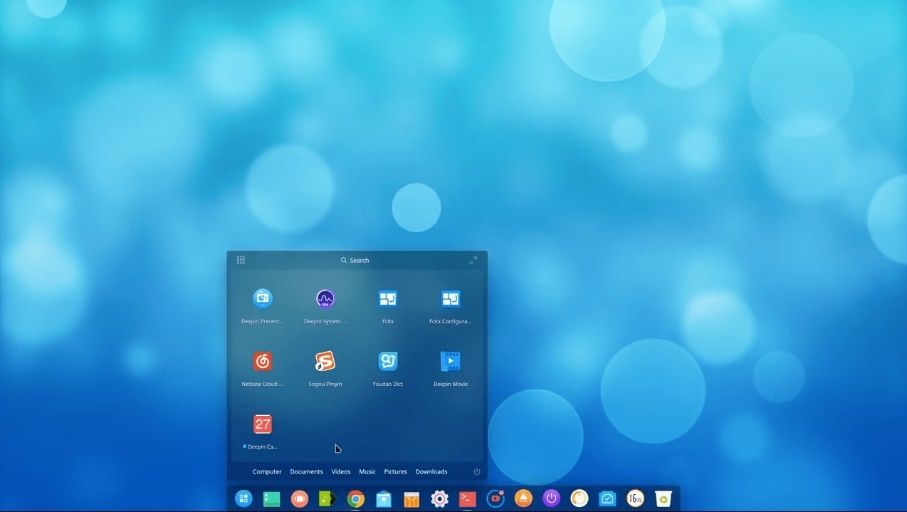 Search
Deepin Presen... Deepin System ... Fcitx Fcitx Configura...
NetEase Cloud ... Sogou Pinyin Youdao Dict Deepin Movie
27
Deepin Ca...
Computer Documents Videos Music Pictures Downloads